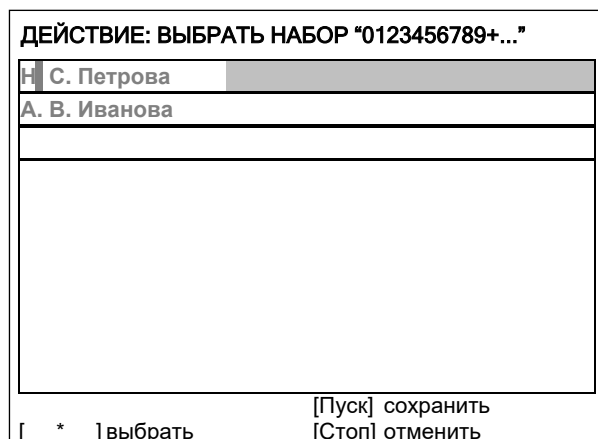 ДЕЙСТВИЕ: ВЫБРАТЬ НАБОР “0123456789+...”
Н С. Петрова
А. В. Иванова
[Пуск] сохранить
[ * ] выбрать [Стоп] отменить